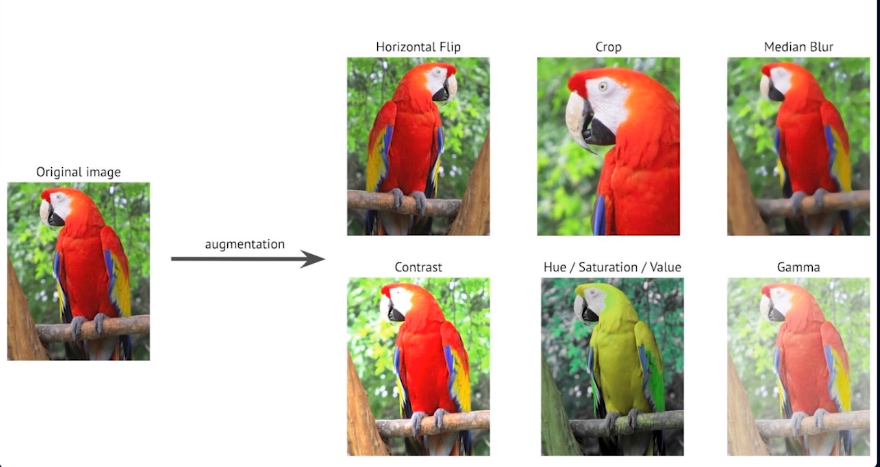 Original image
augmentation
Horizontal Flip
Crop
Median Blur
Contrast
Hue / Saturation / Value
Gamma